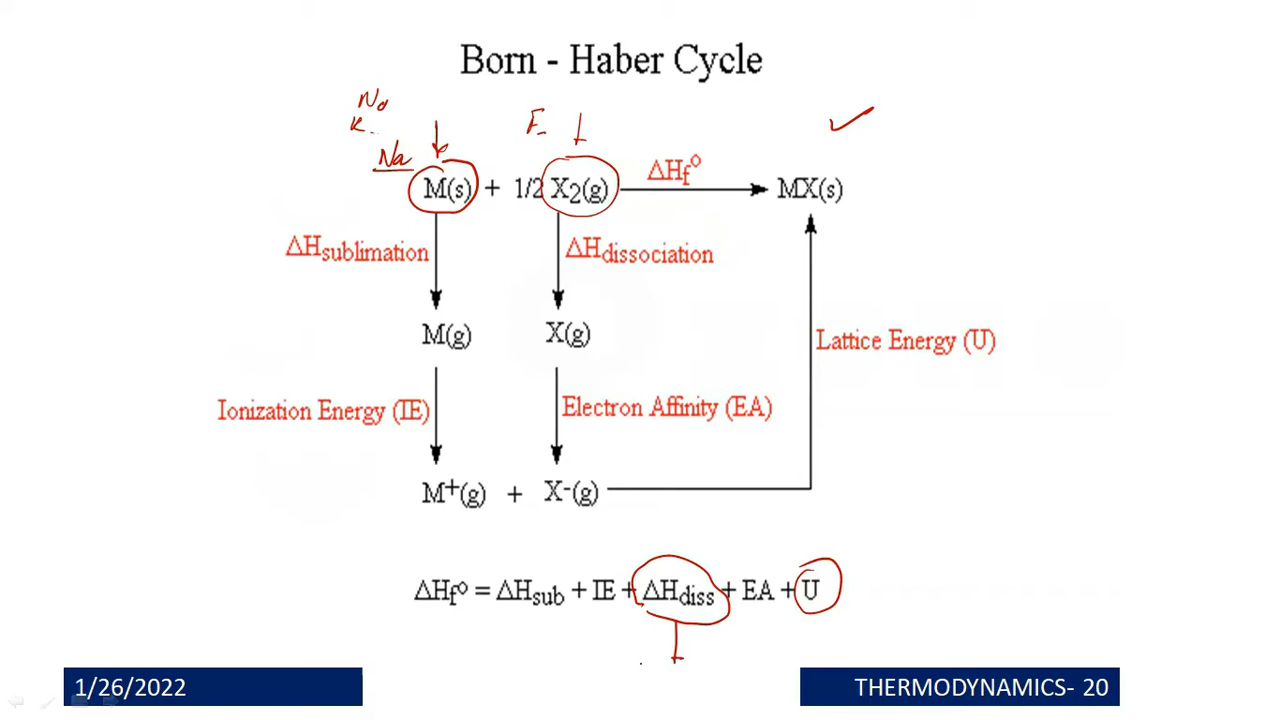 Born - Haber Cycle
Na
M(s) + 1/2 X2(g) ΔHf° MX(s)
ΔHsublimation ΔHdissociation
M(g) X(g)
Lattice Energy (U)
Ionization Energy (IE) Electron Affinity (EA)
M+(g) + X-(g)
ΔHf° = ΔHsub + IE + ΔHdiss + EA + U
1/26/2022 THERMODYNAMICS- 20